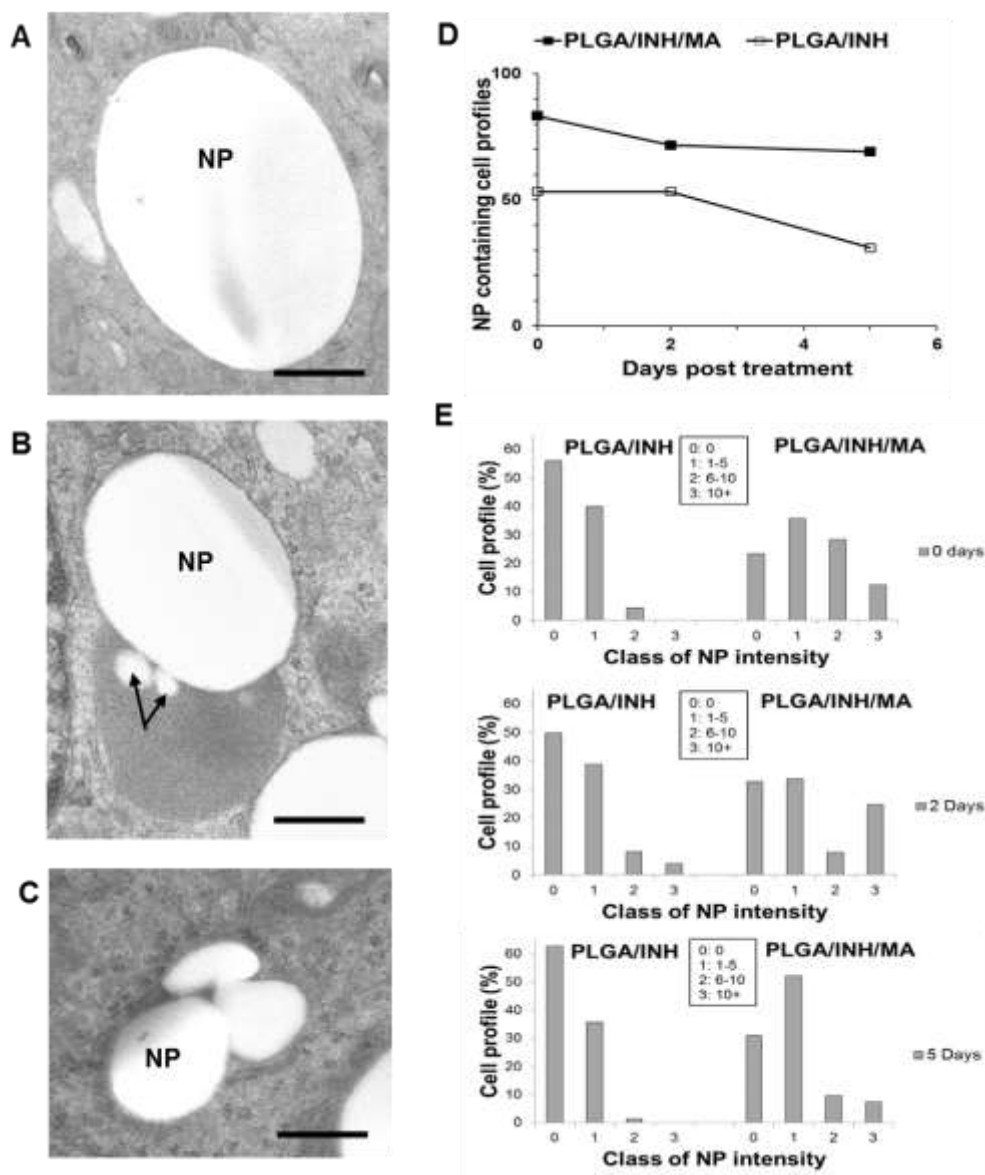 A
NP
B
NP
C
NP
D
PLGA/INH/MA PLGA/INH
NP containing cell profiles
100
50
0
0 2 4 6
Days post treatment
E
PLGA/INH
0: 0
1: 1-5
2: 6-10
3: 10+
PLGA/INH/MA
Cell profile (%)
60
50
40
30
20
10
0
0 1 2 3 0 1 2 3
Class of NP intensity
0 days
PLGA/INH
0: 0
1: 1-5
2: 6-10
3: 10+
PLGA/INH/MA
Cell profile (%)
60
50
40
30
20
10
0
0 1 2 3 0 1 2 3
Class of NP intensity
2 Days
PLGA/INH
0: 0
1: 1-5
2: 6-10
3: 10+
PLGA/INH/MA
Cell profile (%)
60
50
40
30
20
10
0
0 1 2 3 0 1 2 3
Class of NP intensity
5 Days